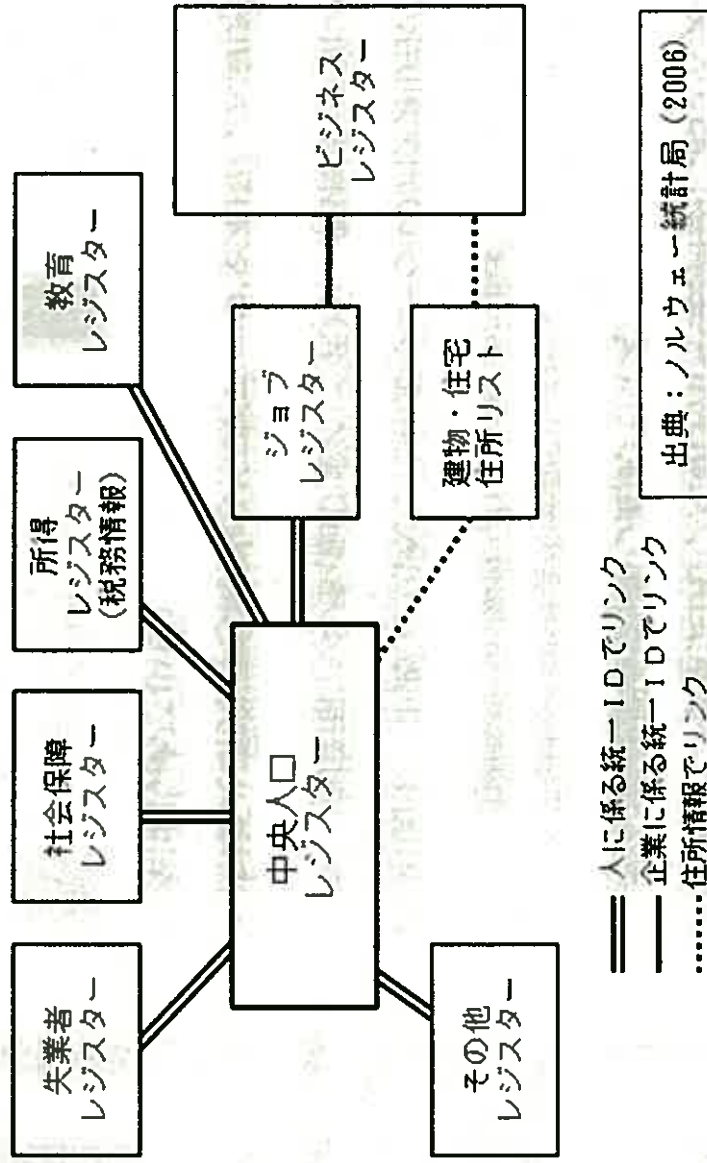 失業者
レジスター
社会保障
レジスター
所得
レジスター
(税務情報)
教育
レジスター
中央人口
レジスター
ジョブ
レジスター
ビジネス
レジスター
その他
レジスター
建物・住宅
住所リスト
人に係る統一IDでリンク
企業に係る統一IDでリンク
住所情報でリンク
出典：ノルウェー統計局（2006）